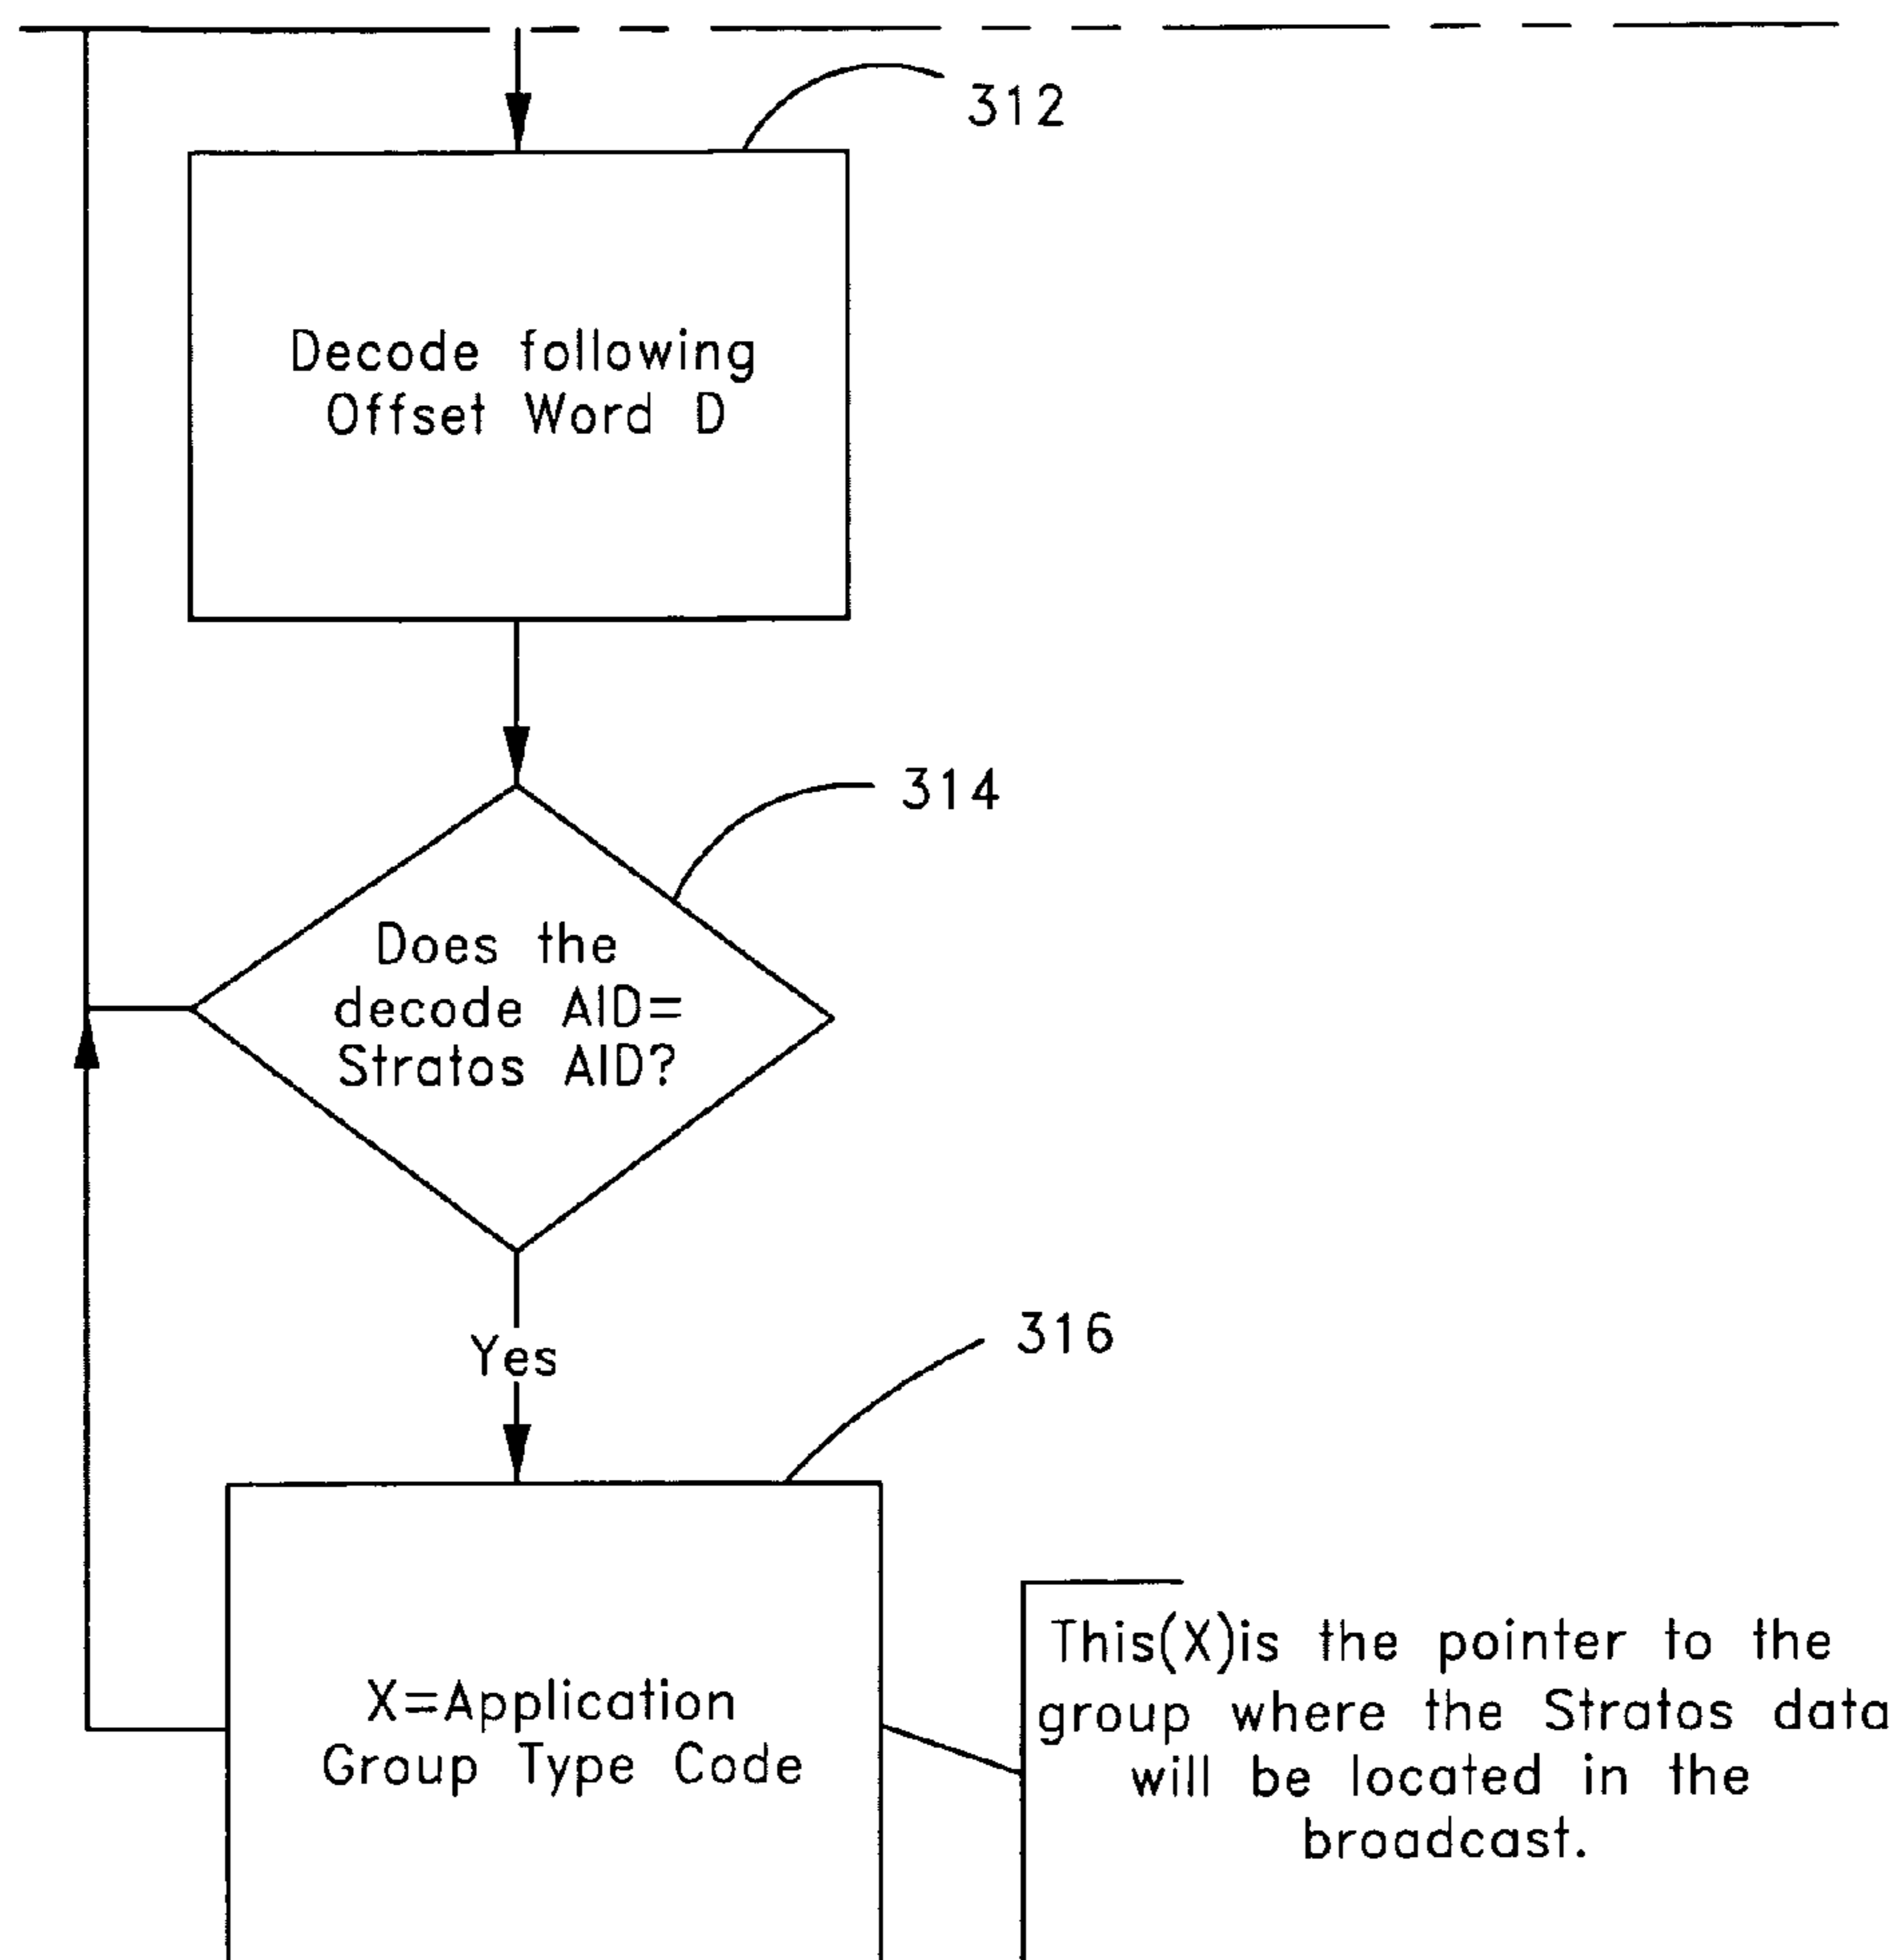 312
Decode following
Offset Word D
314
Does the
decode AID=
Stratos AID?
Yes
316
X=Application
Group Type Code
This(X)is the pointer to the
group where the Stratos data
will be located in the
broadcast.